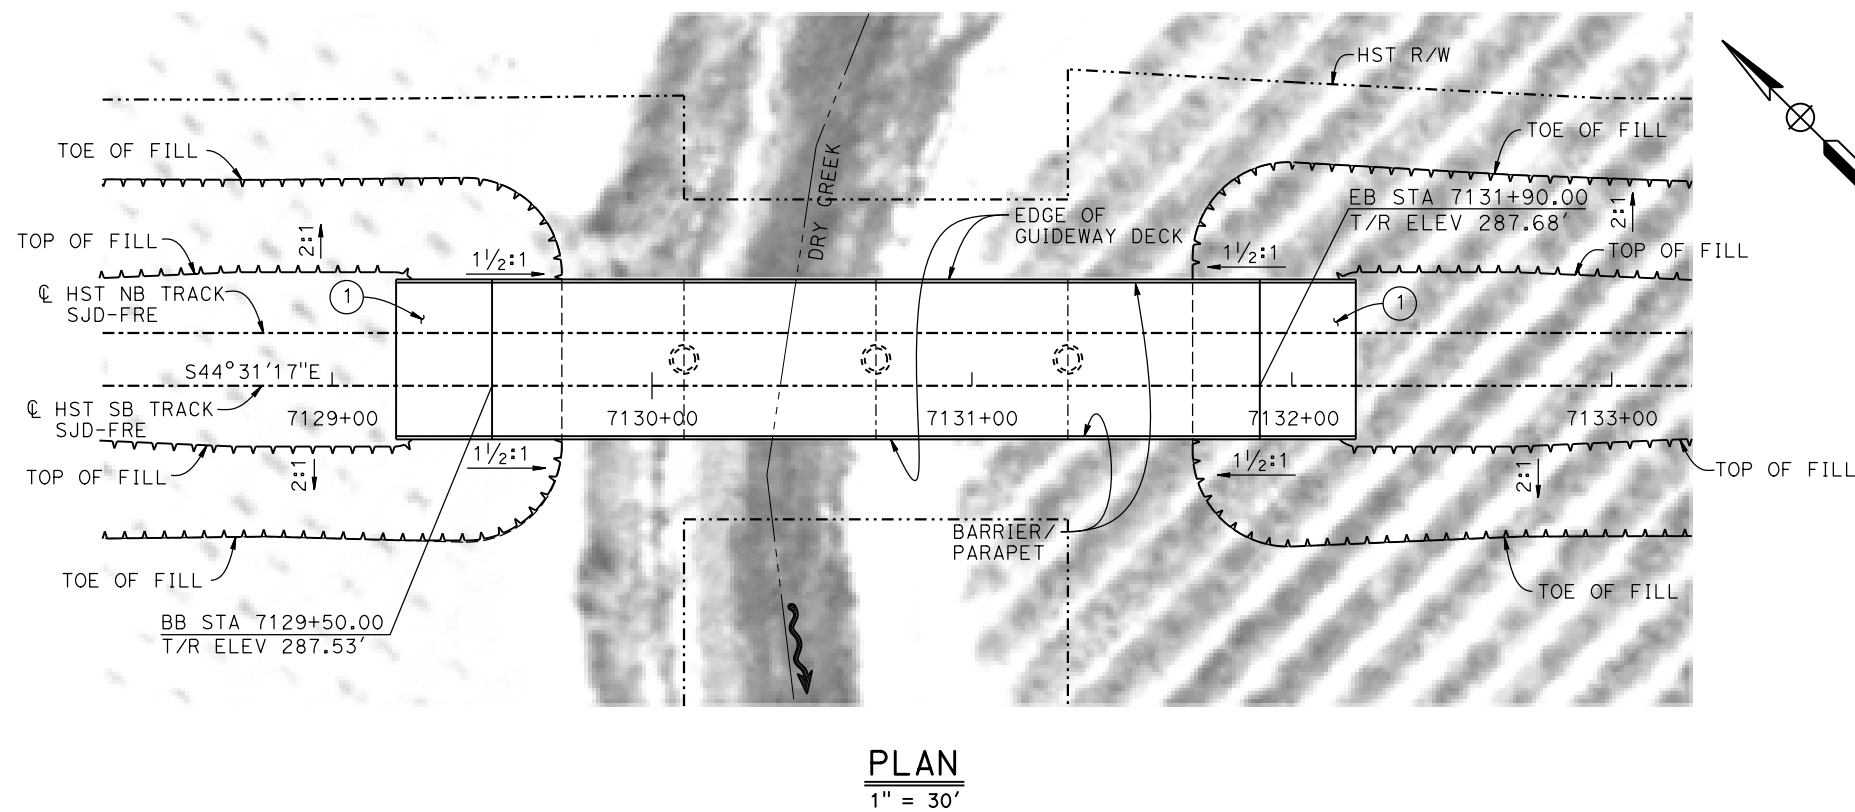 HST R/W
TOE OF FILL
TOE OF FILL
DRY CREEK
EB STA 7131+90.00
T/R ELEV 287.68'
EDGE OF
GUIDEWAY DECK
TOP OF FILL
2:1
1½:1
1½:1
2:1
TOP OF FILL
℄ HST NB TRACK
SJD-FRE
1
1
S44°31'17"E
℄ HST SB TRACK
SJD-FRE
7129+00
7130+00
7131+00
7132+00
7133+00
TOP OF FILL
2:1
1½:1
1½:1
2:1
TOP OF FILL
BARRIER/
PARAPET
TOE OF FILL
TOE OF FILL
BB STA 7129+50.00
T/R ELEV 287.53'
PLAN
1" = 30'